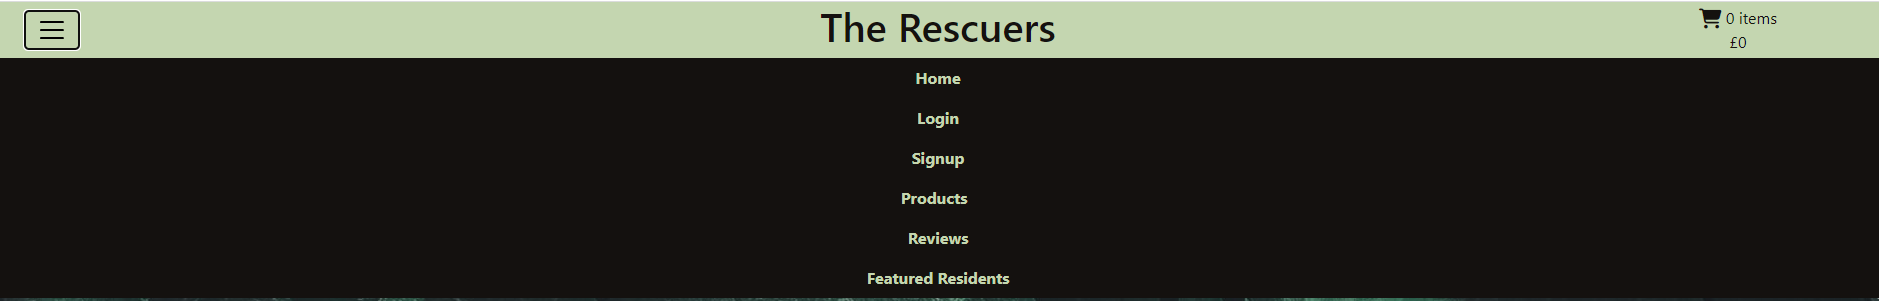 The Rescuers
0 items
£0
Home
Login
Signup
Products
Reviews
Featured Residents